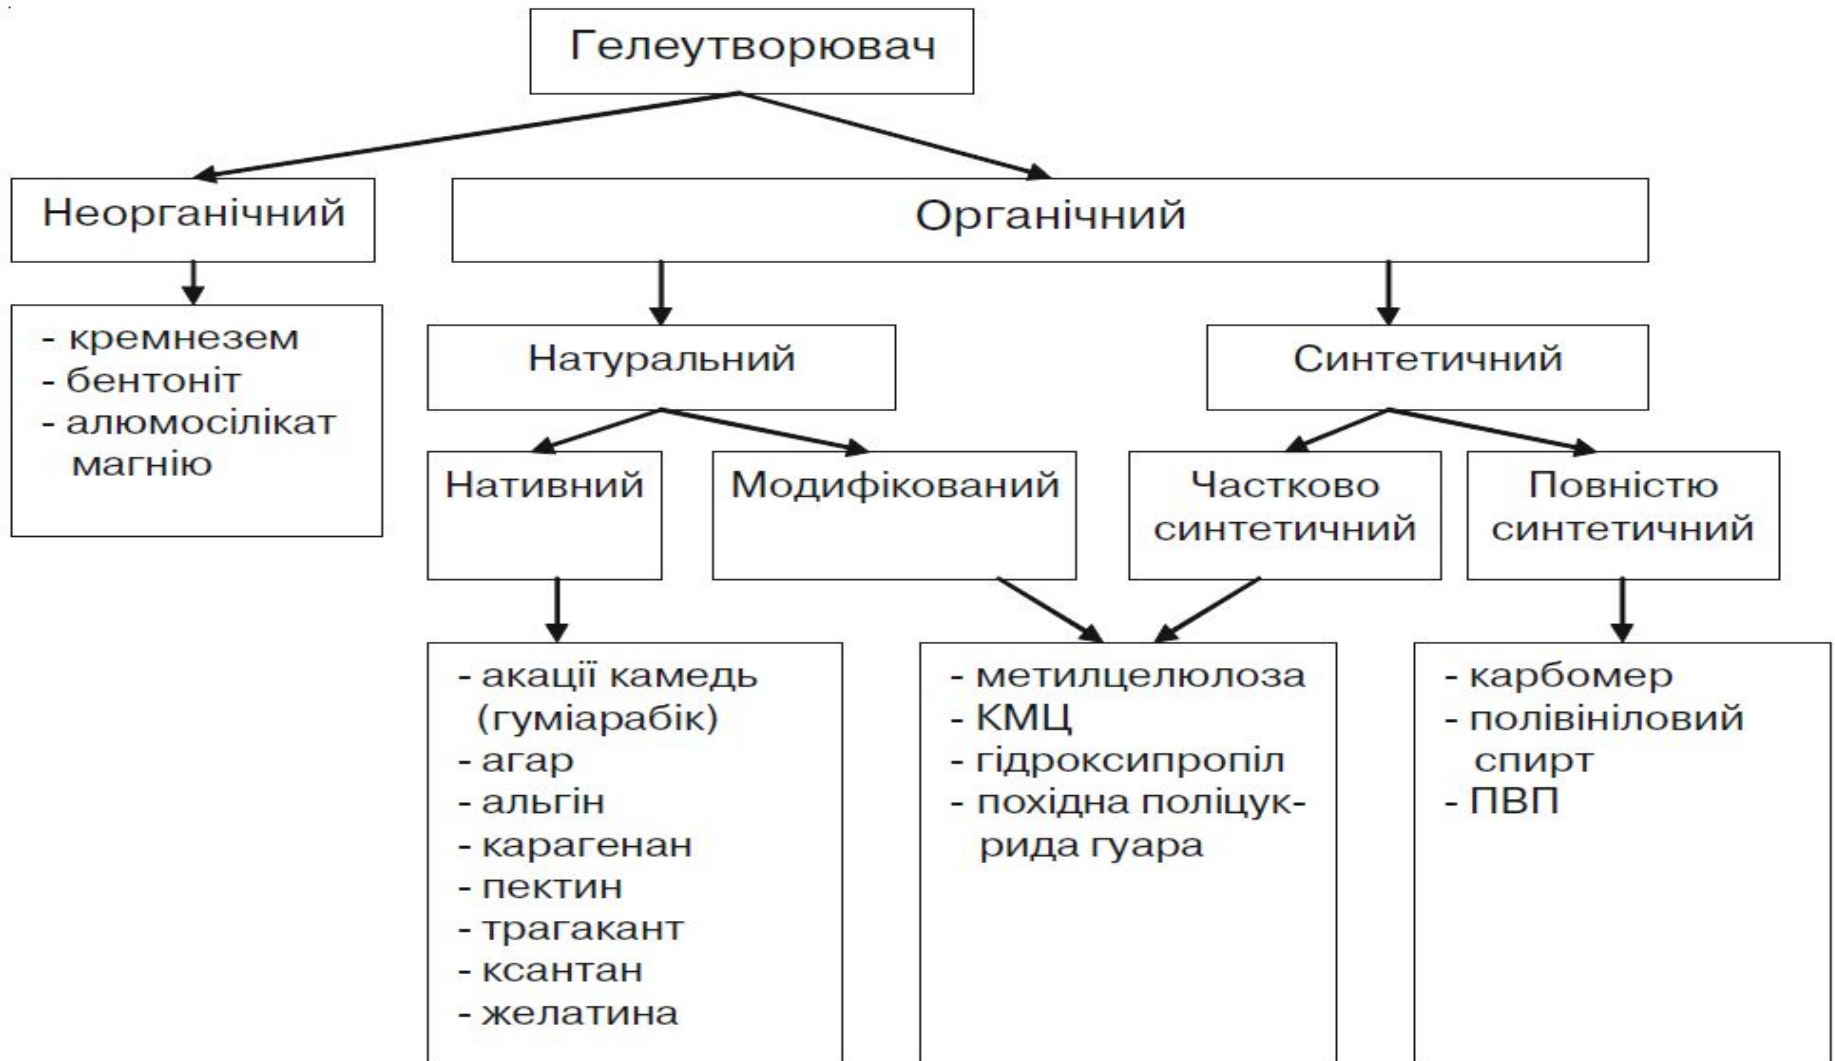 Гелеутворювач
Неорганічний
Органічний
- кремнезем
- бентоніт
- алюмосілікат
магнію
Натуральний
Синтетичний
Нативний
Модифікований
Частково
синтетичний
Повністю
синтетичний
- акації камедь
(гуміарабік)
- агар
- альгін
- карагенан
- пектин
- трагакант
- ксантан
- желатина
- метилцелюлоза
- КМЦ
- гідроксипропіл
- похідна поліцук-
рида гуара
- карбомер
- полівініловий
спирт
- ПВП